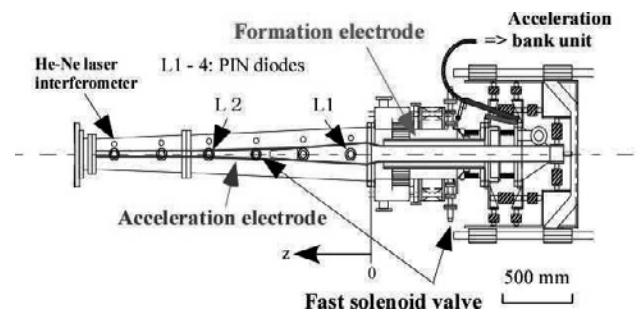 Acceleration
=> bank unit
Formation electrode
He-Ne laser
interferometer
L1 - 4: PIN diodes
L 2
L1
Acceleration electrode
z
0
500 mm
Fast solenoid valve